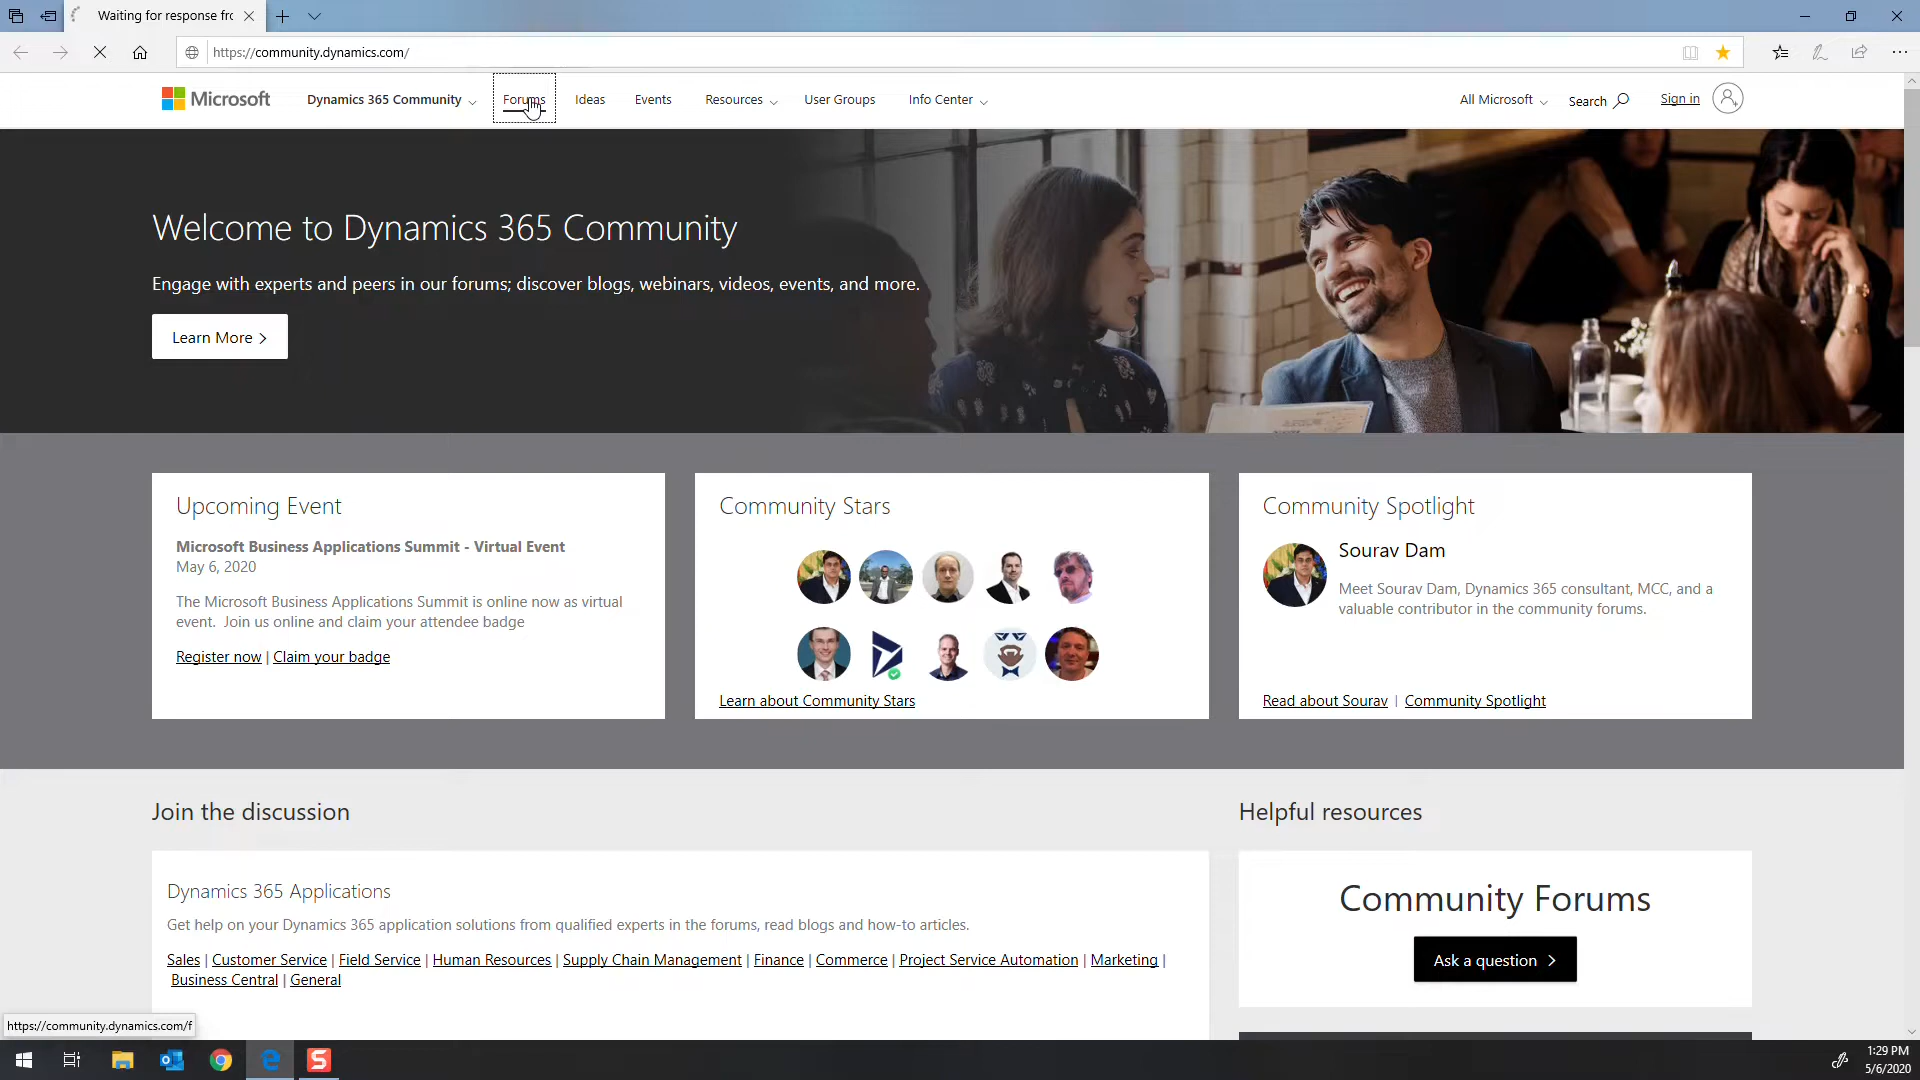 Waiting for response fro
https://community.dynamics.com/
Microsoft
Dynamics 365 Community
Forums
Ideas
Events
Resources
User Groups
Info Center
All Microsoft
Search
Sign in
Welcome to Dynamics 365 Community
Engage with experts and peers in our forums; discover blogs, webinars, videos, events, and more.
Learn More
Upcoming Event
Microsoft Business Applications Summit - Virtual Event
May 6, 2020
The Microsoft Business Applications Summit is online now as virtual
event. Join us online and claim your attendee badge
Register now | Claim your badge
Community Stars
Learn about Community Stars
Community Spotlight
Sourav Dam
Meet Sourav Dam, Dynamics 365 consultant, MCC, and a
valuable contributor in the community forums.
Read about Sourav | Community Spotlight
Join the discussion
Dynamics 365 Applications
Get help on your Dynamics 365 application solutions from qualified experts in the forums, read blogs and how-to articles.
Sales | Customer Service | Field Service | Human Resources | Supply Chain Management | Finance | Commerce | Project Service Automation | Marketing |
Business Central | General
Helpful resources
Community Forums
Ask a question
https://community.dynamics.com/f
1:29 PM
5/6/2020